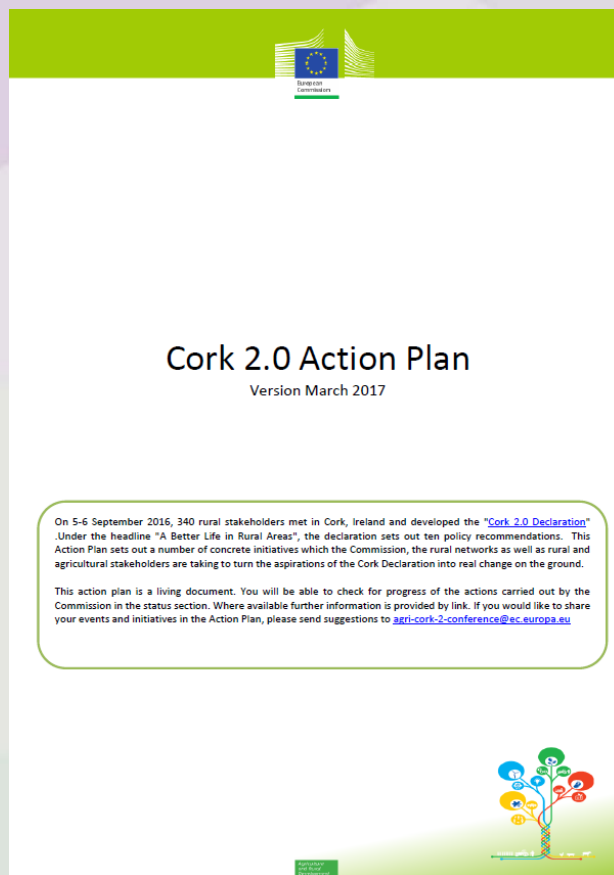 European
Commission
Cork 2.0 Action Plan
Version March 2017
On 5-6 September 2016, 340 rural stakeholders met in Cork, Ireland and developed the "Cork 2.0 Declaration"
.Under the headline "A Better Life in Rural Areas", the declaration sets out ten policy recommendations. This
Action Plan sets out a number of concrete initiatives which the Commission, the rural networks as well as rural and
agricultural stakeholders are taking to turn the aspirations of the Cork Declaration into real change on the ground.
This action plan is a living document. You will be able to check for progress of the actions carried out by the
Commission in the status section. Where available further information is provided by link. If you would like to share
your events and initiatives in the Action Plan, please send suggestions to agri-cork-2-conference@ec.europa.eu
Agriculture
and Rural
Development